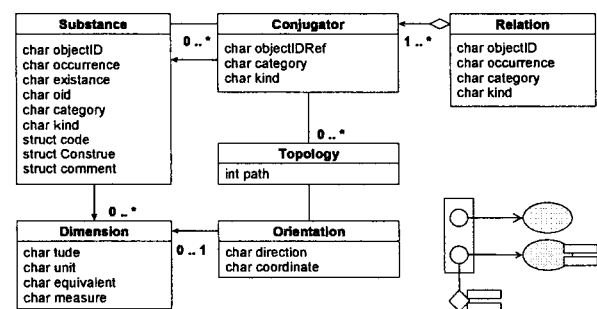 Substance
char objectID
char occurrence
char existance
char oid
char category
char kind
struct code
struct Construe
struct comment
0 .. *
Conjugator
char objectIDRef
char category
char kind
1 .. *
Relation
char objectID
char occurrence
char category
char kind
0 .. *
Topology
int path
0 .. *
Dimension
char tude
char unit
char equivalent
char measure
0 .. 1
Orientation
char direction
char coordinate